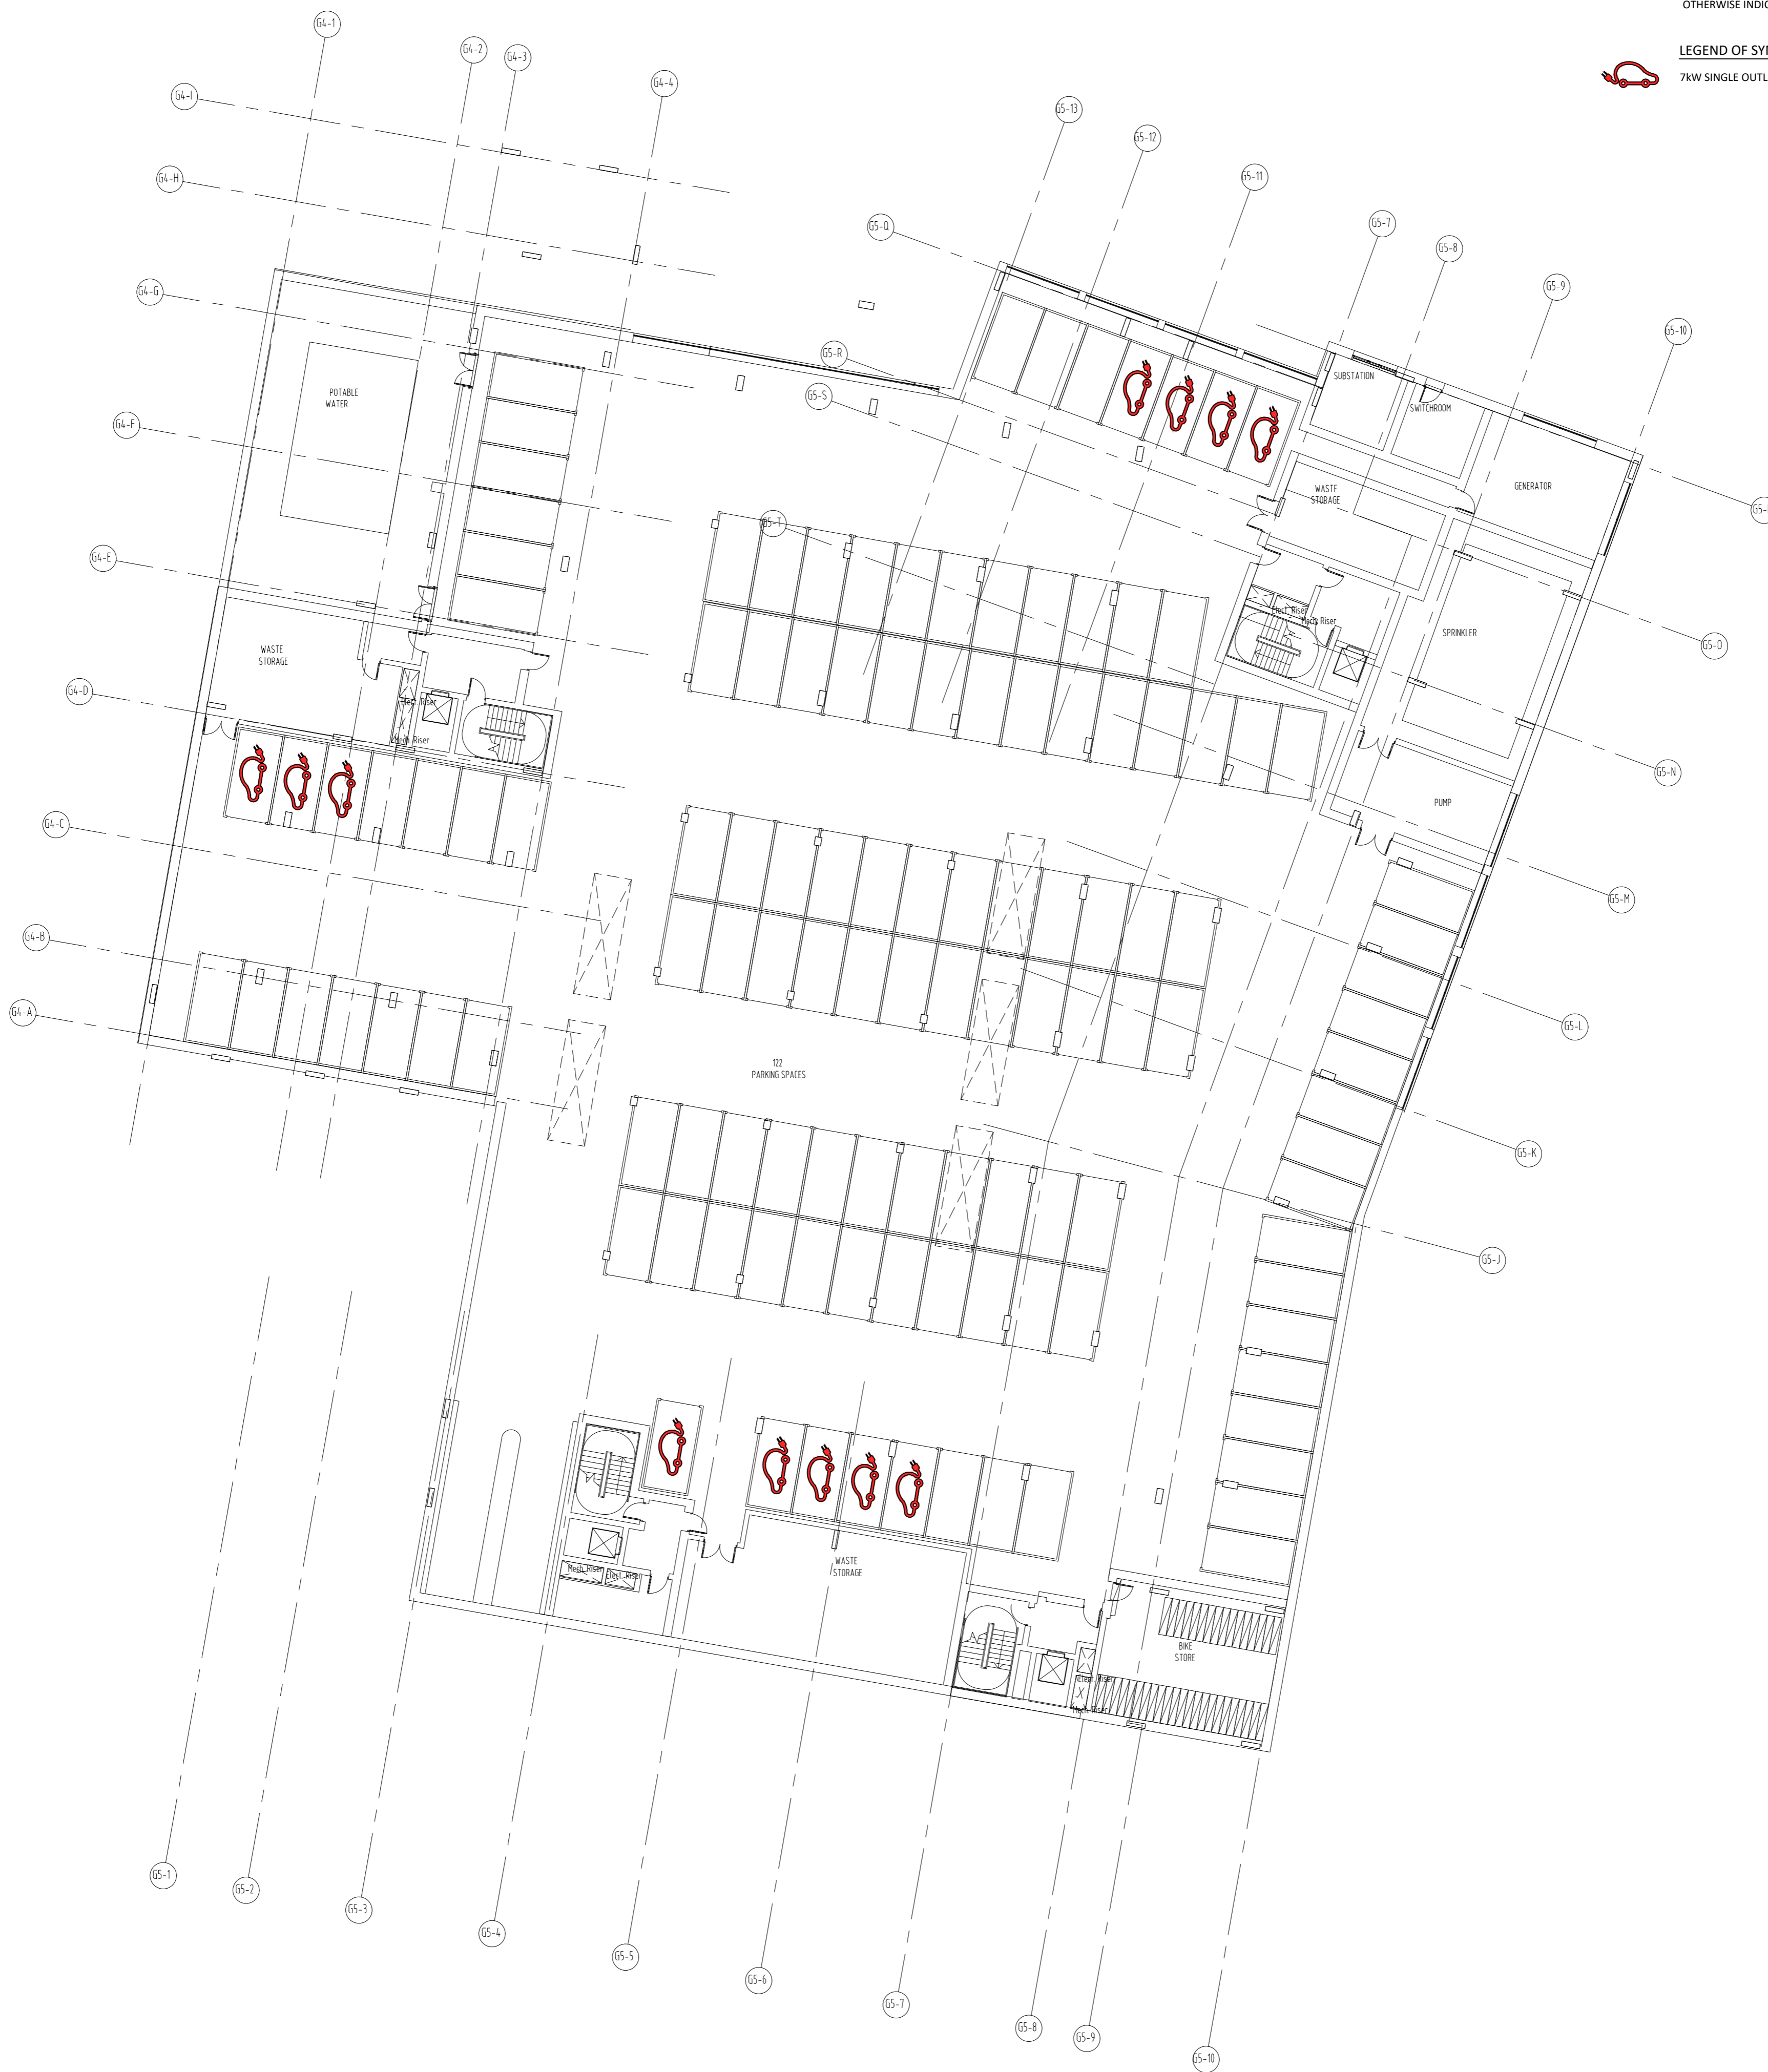 OTHERWISE INDIC
LEGEND OF SY
7kW SINGLE OUTL
G4-1
G4-2
G4-3
G4-4
G4-I
G4-H
G4-G
G4-F
G4-E
G4-D
G4-C
G4-B
G4-A
G5-13
G5-12
G5-11
G5-7
G5-8
G5-9
G5-10
G5-Q
G5-R
G5-S
G5-T
POTABLE
WATER
SUBSTATION
SWITCHROOM
GENERATOR
WASTE
STORAGE
Elect. Riser
Mech Riser
SPRINKLER
PUMP
G5-O
G5-N
G5-M
G5-L
G5-K
G5-J
WASTE
STORAGE
Elect. Riser
Mech Riser
122
PARKING SPACES
Mech. Riser
Elect. Riser
WASTE
STORAGE
BIKE
STORE
Elect. Riser
Mech. Riser
G5-1
G5-2
G5-3
G5-4
G5-5
G5-6
G5-7
G5-8
G5-9
G5-10